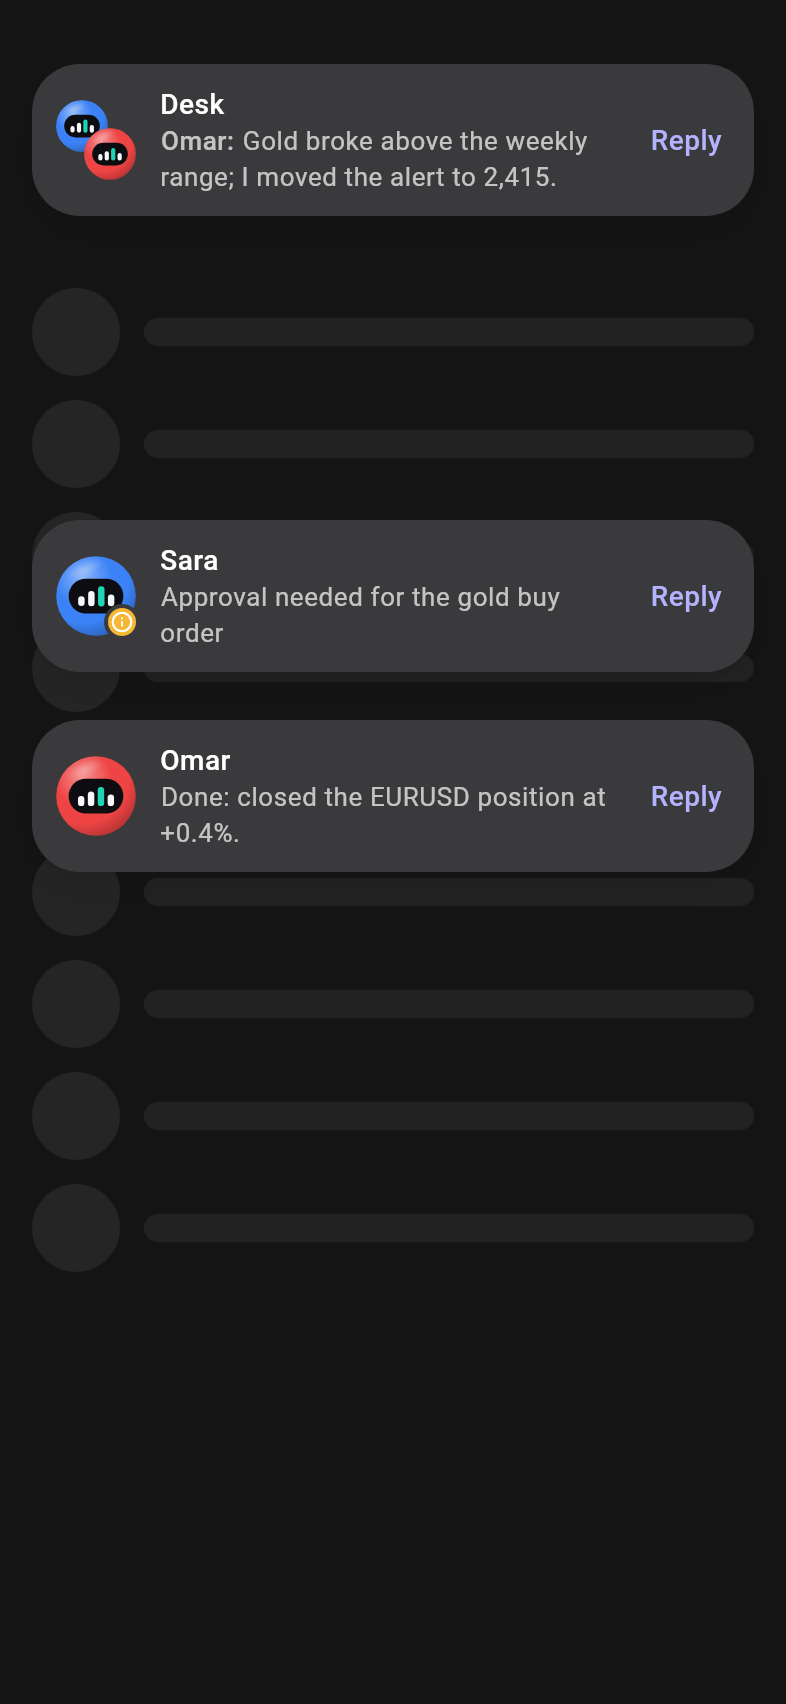 Desk
Omar: Gold broke above the weekly
range; I moved the alert to 2,415.
Reply
Sara
Approval needed for the gold buy
order
Reply
Omar
Done: closed the EURUSD position at
+0.4%.
Reply